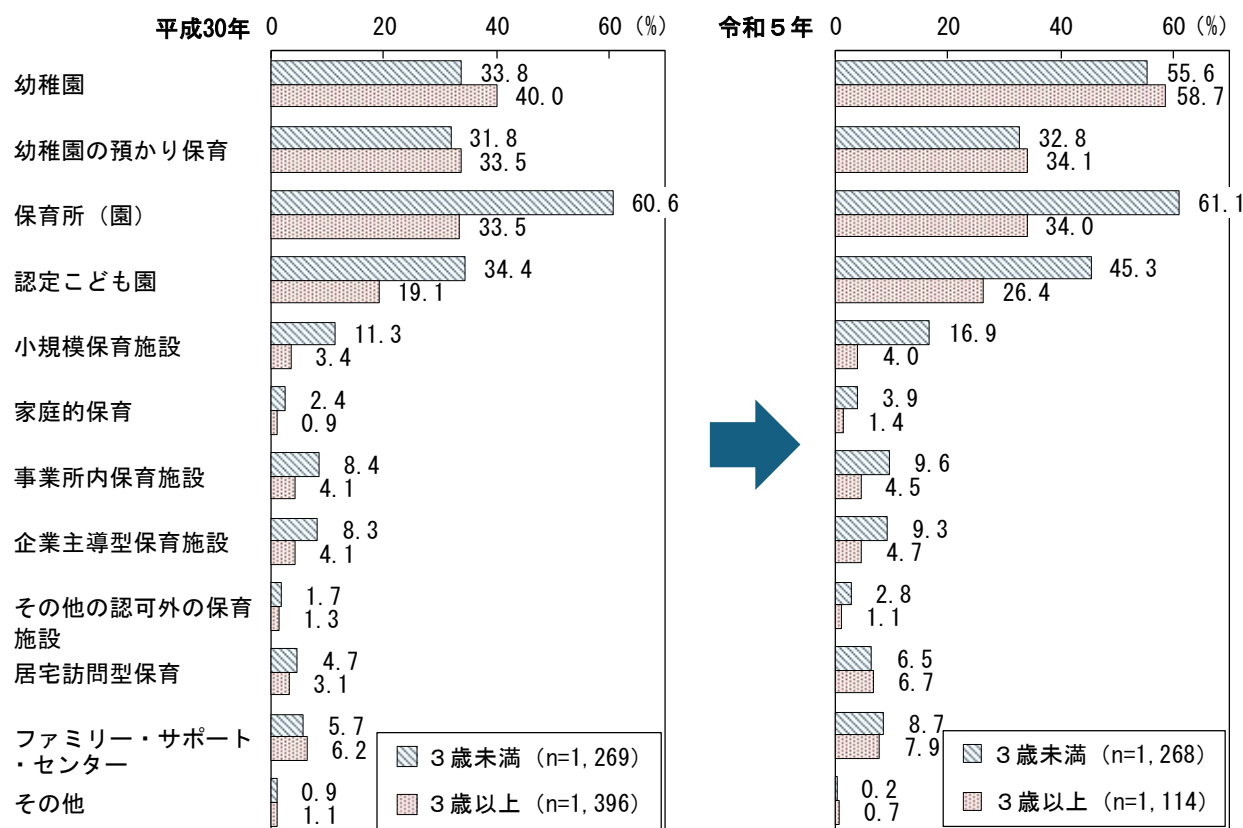 平成30年 0 20 40 60 (%) 令和5年 0 20 40 60 (%)
幼稚園 33.8 55.6
40.0 58.7
幼稚園の預かり保育 31.8 32.8
33.5 34.1
保育所（園） 60.6 61.1
33.5 34.0
認定こども園 34.4 45.3
19.1 26.4
小規模保育施設 11.3 16.9
3.4 4.0
家庭的保育 2.4 3.9
0.9 1.4
事業所内保育施設 8.4 9.6
4.1 4.5
企業主導型保育施設 8.3 9.3
4.1 4.7
その他の認可外の保育 1.7 2.8
施設 1.3 1.1
居宅訪問型保育 4.7 6.5
3.1 6.7
ファミリー・サポート 5.7 8.7
・センター 6.2 7.9
その他 0.9 0.2
1.1 0.7
３歳未満（n=1,269） ３歳未満（n=1,268）
３歳以上（n=1,396） ３歳以上（n=1,114）